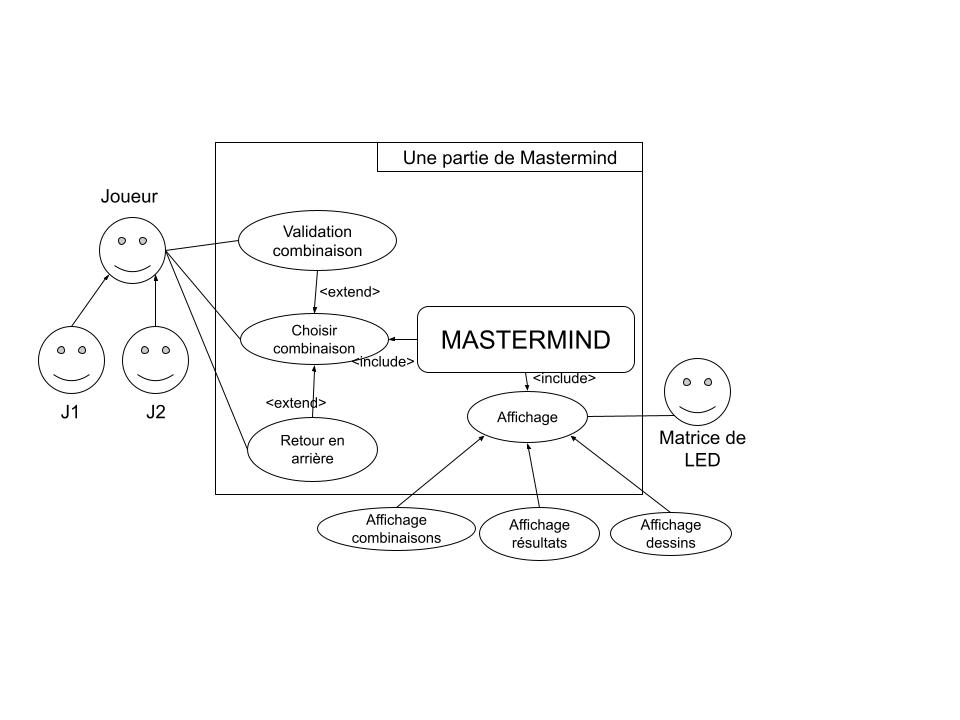 Une partie de Mastermind
Joueur
Validation
combinaison
<extend>
Choisir
combinaison
<include>
MASTERMIND
<include>
J1
J2
<extend>
Affichage
Retour en
arrière
Matrice de
LED
Affichage
combinaisons
Affichage
résultats
Affichage
dessins